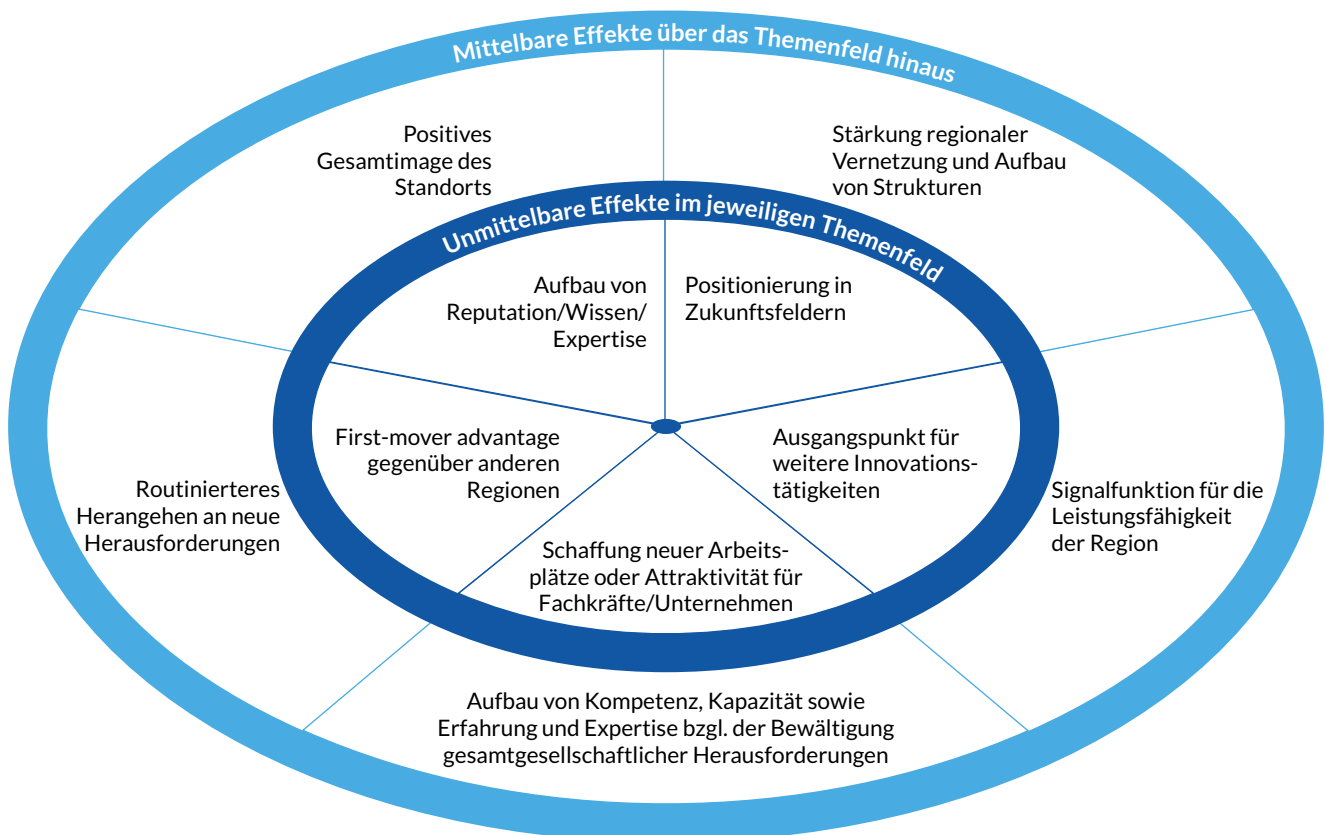 Mittelbare Effekte über das Themenfeld hinaus
Positives
Gesamtimage des
Standorts
Stärkung regionaler
Vernetzung und Aufbau
von Strukturen
Unmittelbare Effekte im jeweiligen Themenfeld
Aufbau von
Reputation/Wissen/
Expertise
Positionierung in
Zukunftsfeldern
First-mover advantage
gegenüber anderen
Regionen
Ausgangspunkt für
weitere Innovations-
tätigkeiten
Routinierteres
Herangehen an neue
Herausforderungen
Signalfunktion für die
Leistungsfähigkeit
der Region
Schaffung neuer Arbeits-
plätze oder Attraktivität für
Fachkräfte/Unternehmen
Aufbau von Kompetenz, Kapazität sowie
Erfahrung und Expertise bzgl. der Bewältigung
gesamtgesellschaftlicher Herausforderungen